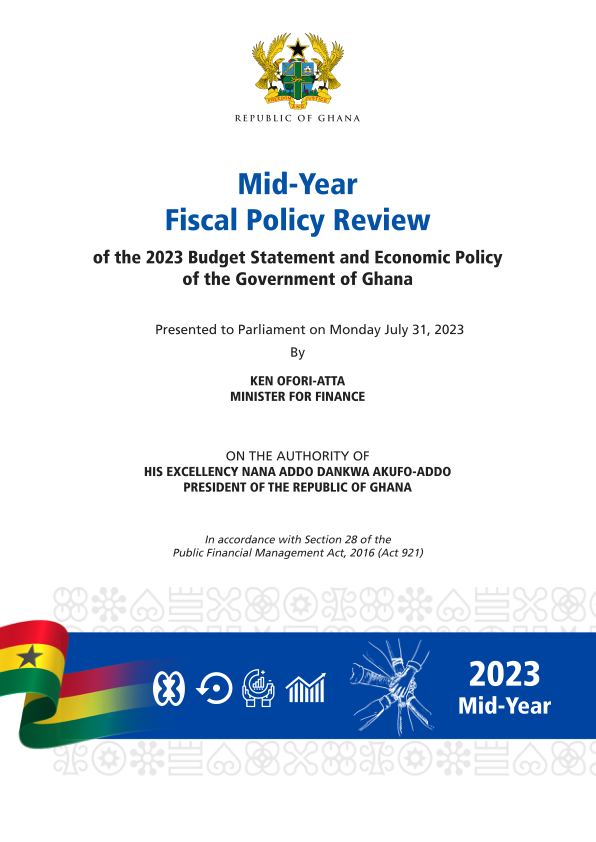 FREEDOM AND JUSTICE
REPUBLIC OF GHANA
Mid-Year
Fiscal Policy Review
of the 2023 Budget Statement and Economic Policy
of the Government of Ghana
Presented to Parliament on Monday July 31, 2023
By
KEN OFORI-ATTA
MINISTER FOR FINANCE
ON THE AUTHORITY OF
HIS EXCELLENCY NANA ADDO DANKWA AKUFO-ADDO
PRESIDENT OF THE REPUBLIC OF GHANA
In accordance with Section 28 of the
Public Financial Management Act, 2016 (Act 921)
2023
Mid-Year